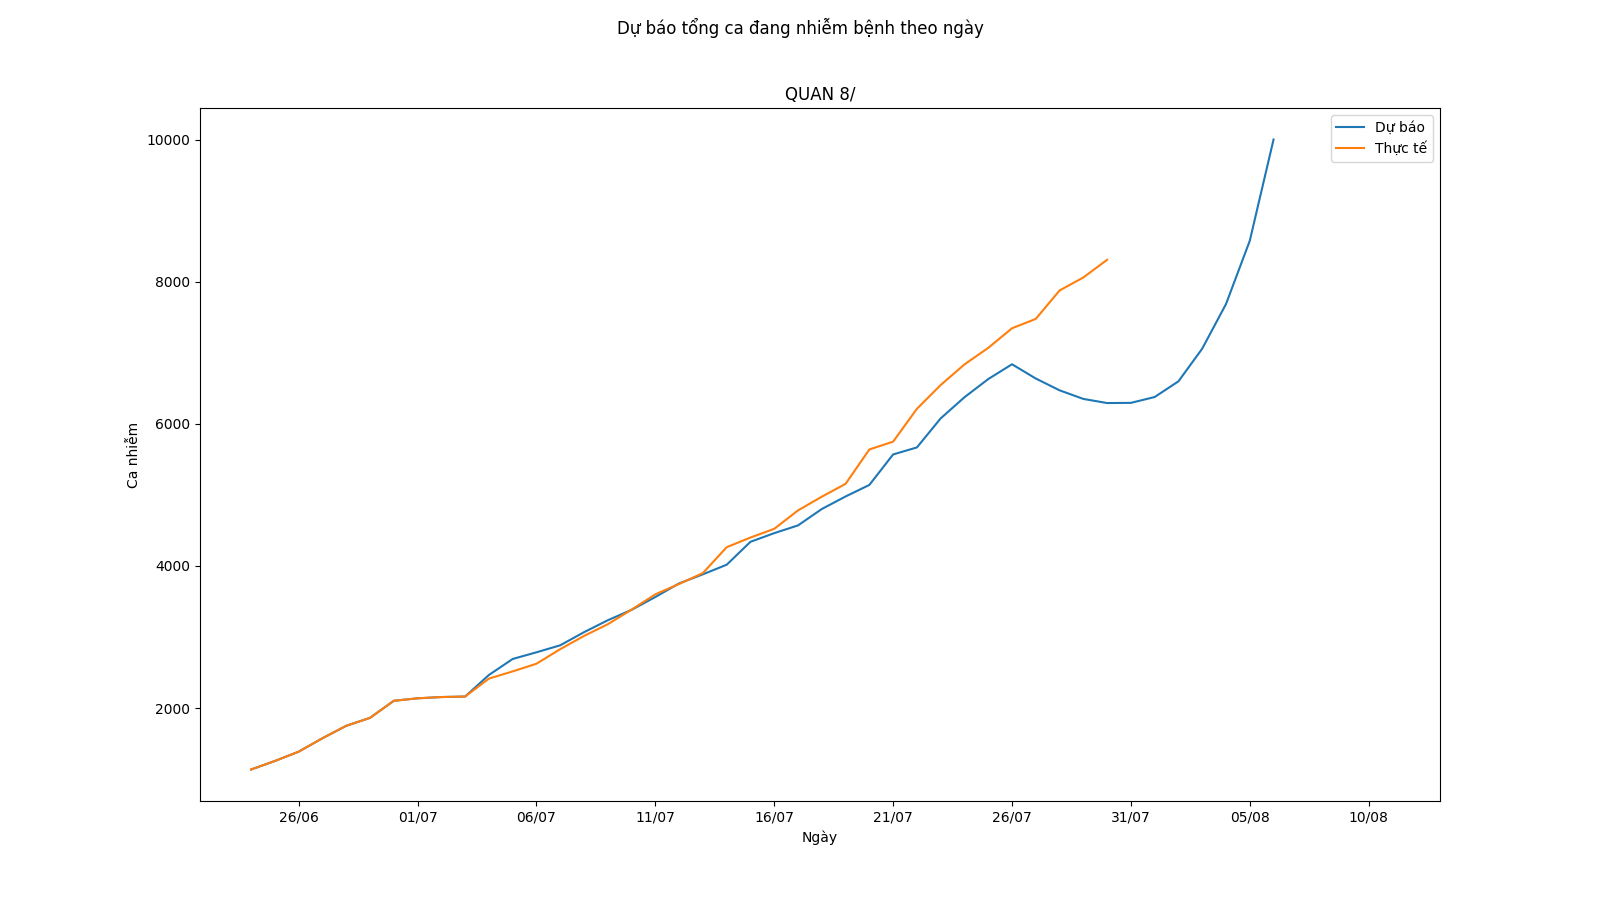 Dự báo tổng ca đang nhiễm bệnh theo ngày
QUAN 8/
Dự báo
Thực tế
10000
8000
6000
4000
2000
Ca nhiễm
26/06 01/07 06/07 11/07 16/07 21/07 26/07 31/07 05/08 10/08
Ngày